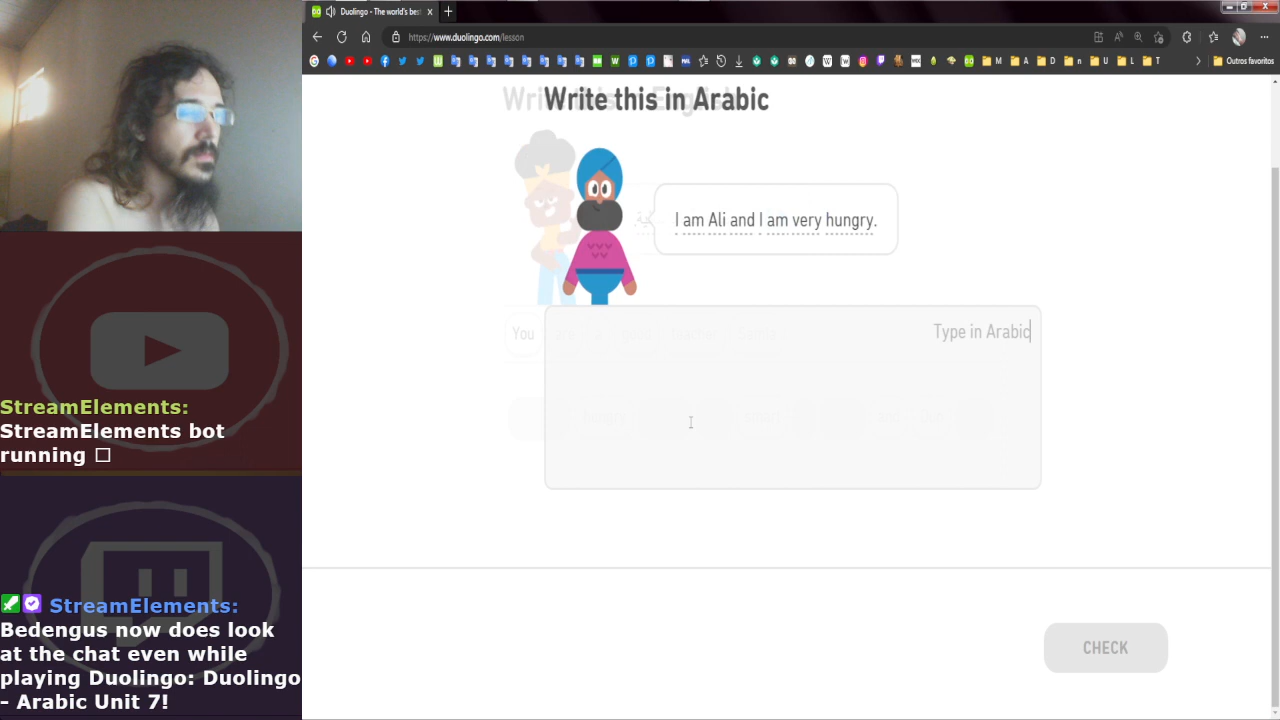 Duolingo - The world's bes
https://www.duolingo.com/lesson
M
A
D
n
U
L
T
Outros favoritos
Write this in Arabic
I am Ali and I am very hungry.
You
Type in Arabic
CHECK
StreamElements:
StreamElements bot
running □
StreamElements:
Bedengus now does look
at the chat even while
playing Duolingo: Duolingo
- Arabic Unit 7!